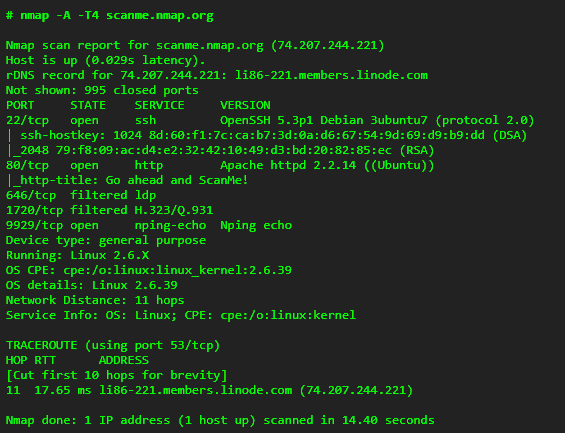 # nmap -A -T4 scanme.nmap.org
Nmap scan report for scanme.nmap.org (74.207.244.221)
Host is up (0.029s latency).
rDNS record for 74.207.244.221: li86-221.members.linode.com
Not shown: 995 closed ports
PORT     STATE    SERVICE     VERSION
22/tcp   open     ssh         OpenSSH 5.3p1 Debian 3ubuntu7 (protocol 2.0)
| ssh-hostkey: 1024 8d:60:f1:7c:ca:b7:3d:0a:d6:67:54:9d:69:d9:b9:dd (DSA)
|_2048 79:f8:09:ac:d4:e2:32:42:10:49:d3:bd:20:82:85:ec (RSA)
80/tcp   open     http        Apache httpd 2.2.14 ((Ubuntu))
|_http-title: Go ahead and ScanMe!
646/tcp  filtered ldp
1720/tcp filtered H.323/Q.931
9929/tcp open     nping-echo  Nping echo
Device type: general purpose
Running: Linux 2.6.X
OS CPE: cpe:/o:linux:linux_kernel:2.6.39
OS details: Linux 2.6.39
Network Distance: 11 hops
Service Info: OS: Linux; CPE: cpe:/o:linux:kernel
TRACEROUTE (using port 53/tcp)
HOP RTT      ADDRESS
[Cut first 10 hops for brevity]
11  17.65 ms li86-221.members.linode.com (74.207.244.221)
Nmap done: 1 IP address (1 host up) scanned in 14.40 seconds